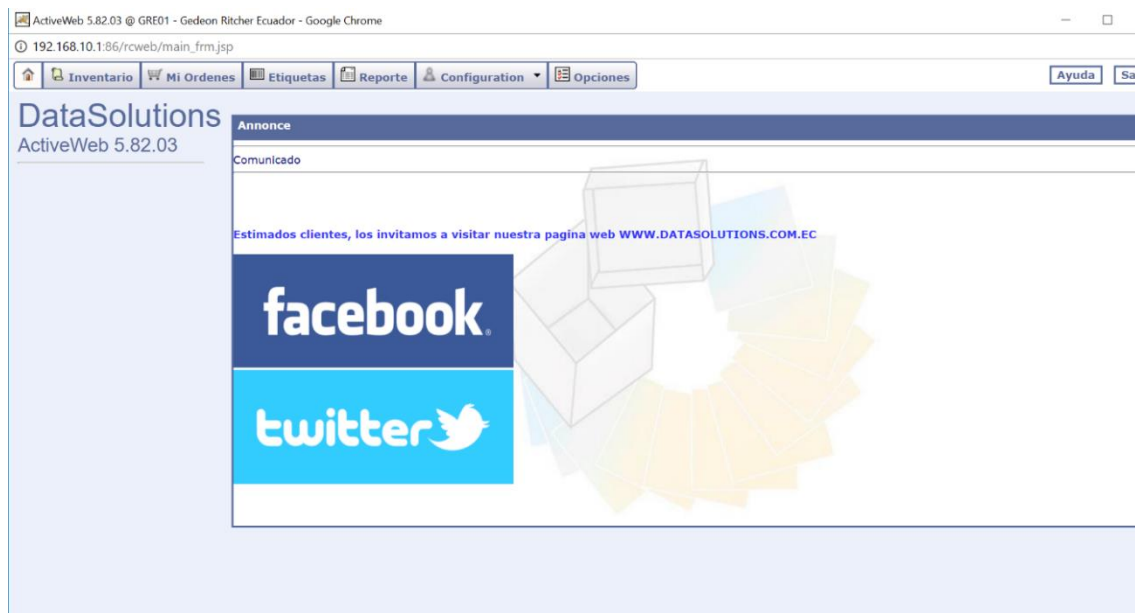 ActiveWeb 5.82.03 @ GRE01 - Gedeon Ritcher Ecuador - Google Chrome
192.168.10.1:86/rcweb/main_frm.jsp
Inventario Mi Ordenes Etiquetas Reporte Configuration Opciones Ayuda Sa
DataSolutions
ActiveWeb 5.82.03
Annonce
Comunicado
Estimados clientes, los invitamos a visitar nuestra pagina web WWW.DATASOLUTIONS.COM.EC
facebook®
twitter